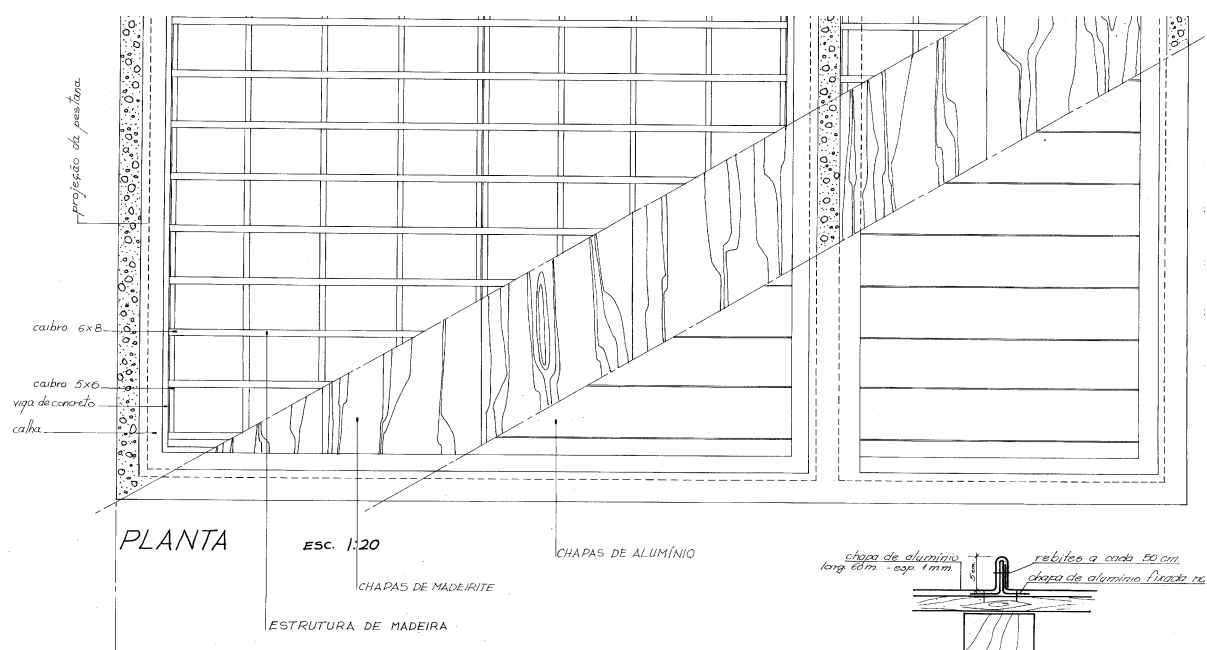 projeção da pestana
caibro 6x8
caibro 5x6
viga de concreto
calha
PLANTA
ESC. 1:20
CHAPAS DE ALUMÍNIO
CHAPAS DE MADEIRITE
ESTRUTURA DE MADEIRA
chapa de alumínio
larg. 60m. - esp. 1mm.
5cm.
rebites a cada 50 cm.
chapa de alumínio fixada na